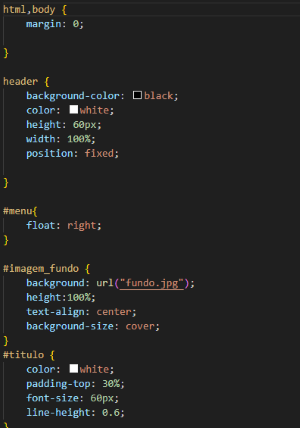 html,body {
margin: 0;
}
header {
background-color: black;
color: white;
height: 60px;
width: 100%;
position: fixed;
}
#menu{
float: right;
}
#imagem_fundo {
background: url("fundo.jpg");
height:100%;
text-align: center;
background-size: cover;
}
#titulo {
color: white;
padding-top: 30%;
font-size: 60px;
line-height: 0.6;
}